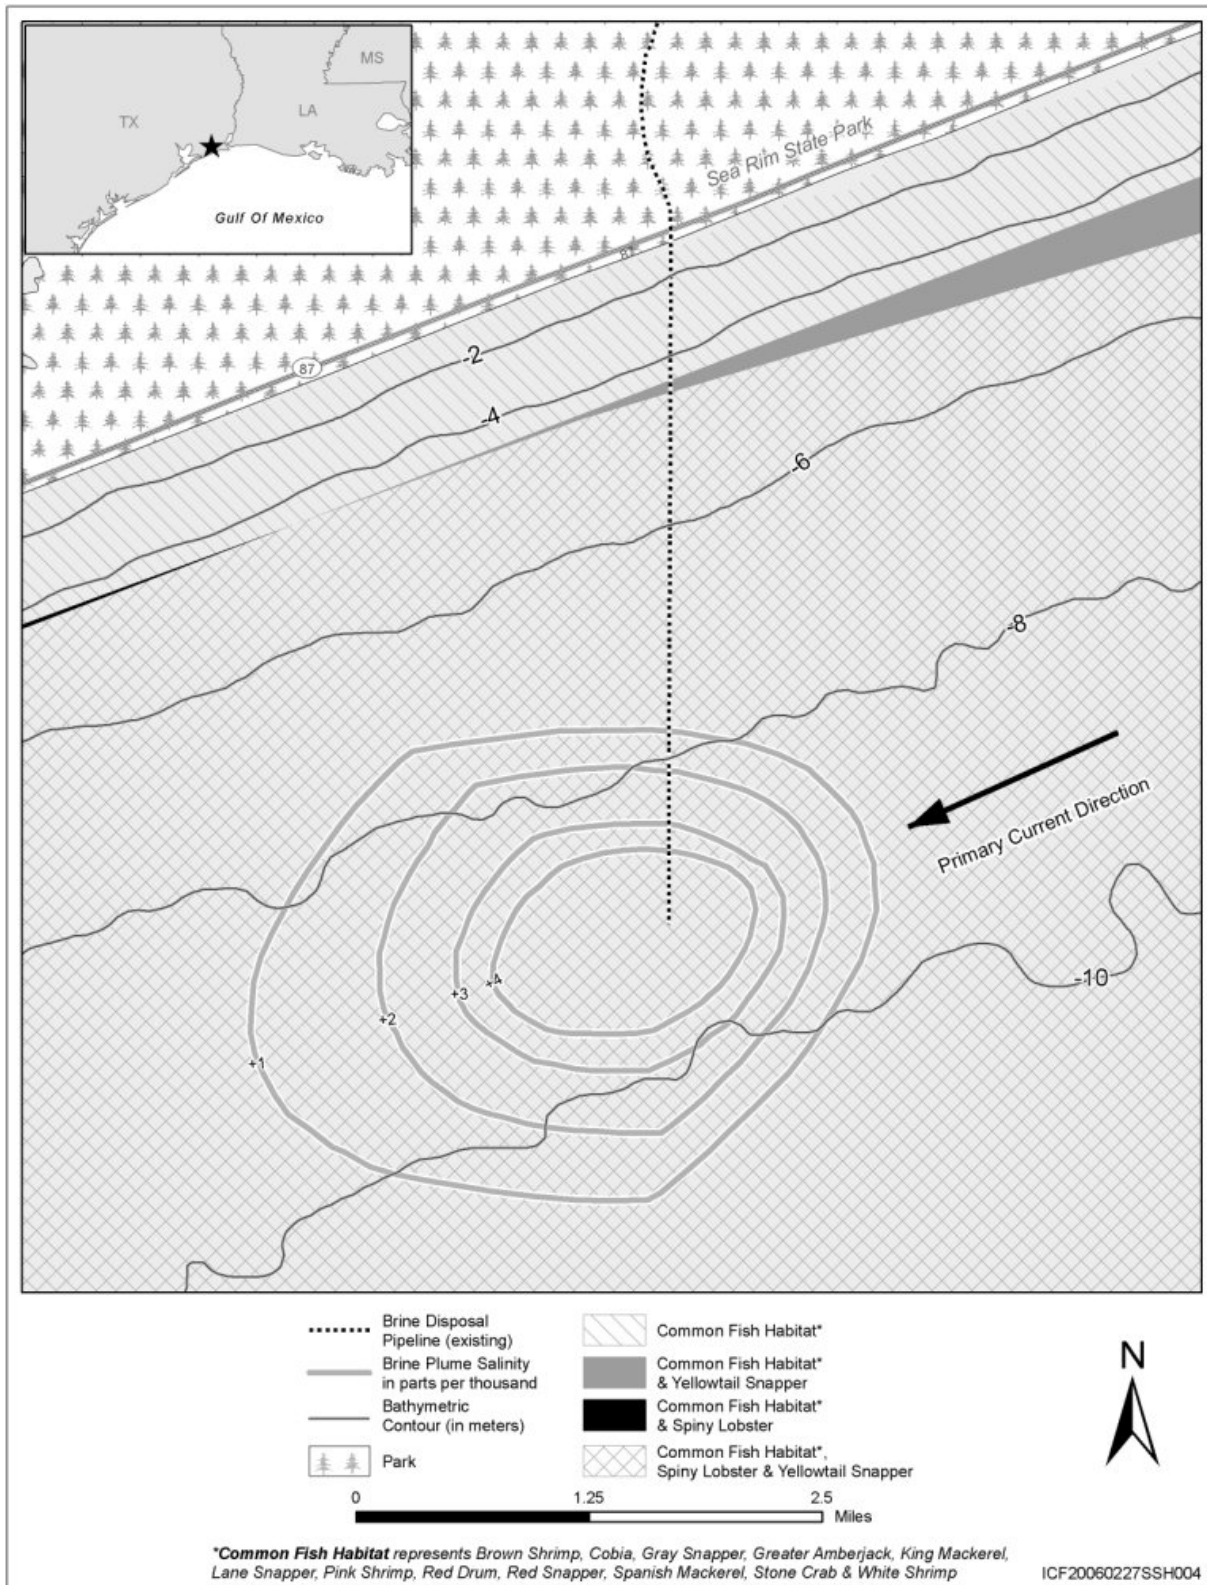 MS
TX
LA
Gulf Of Mexico
Sea Rim State Park
87
87
-2
-4
-6
-8
Primary Current Direction
-10
+4
+3
+2
+1
Brine Disposal
Pipeline (existing)
Brine Plume Salinity
in parts per thousand
Bathymetric
Contour (in meters)
Park
Common Fish Habitat*
Common Fish Habitat*
& Yellowtail Snapper
Common Fish Habitat*
& Spiny Lobster
Common Fish Habitat*,
Spiny Lobster & Yellowtail Snapper
N
0 1.25 2.5
Miles
*Common Fish Habitat represents Brown Shrimp, Cobia, Gray Snapper, Greater Amberjack, King Mackerel,
Lane Snapper, Pink Shrimp, Red Drum, Red Snapper, Spanish Mackerel, Stone Crab & White Shrimp
ICF20060227SSH004